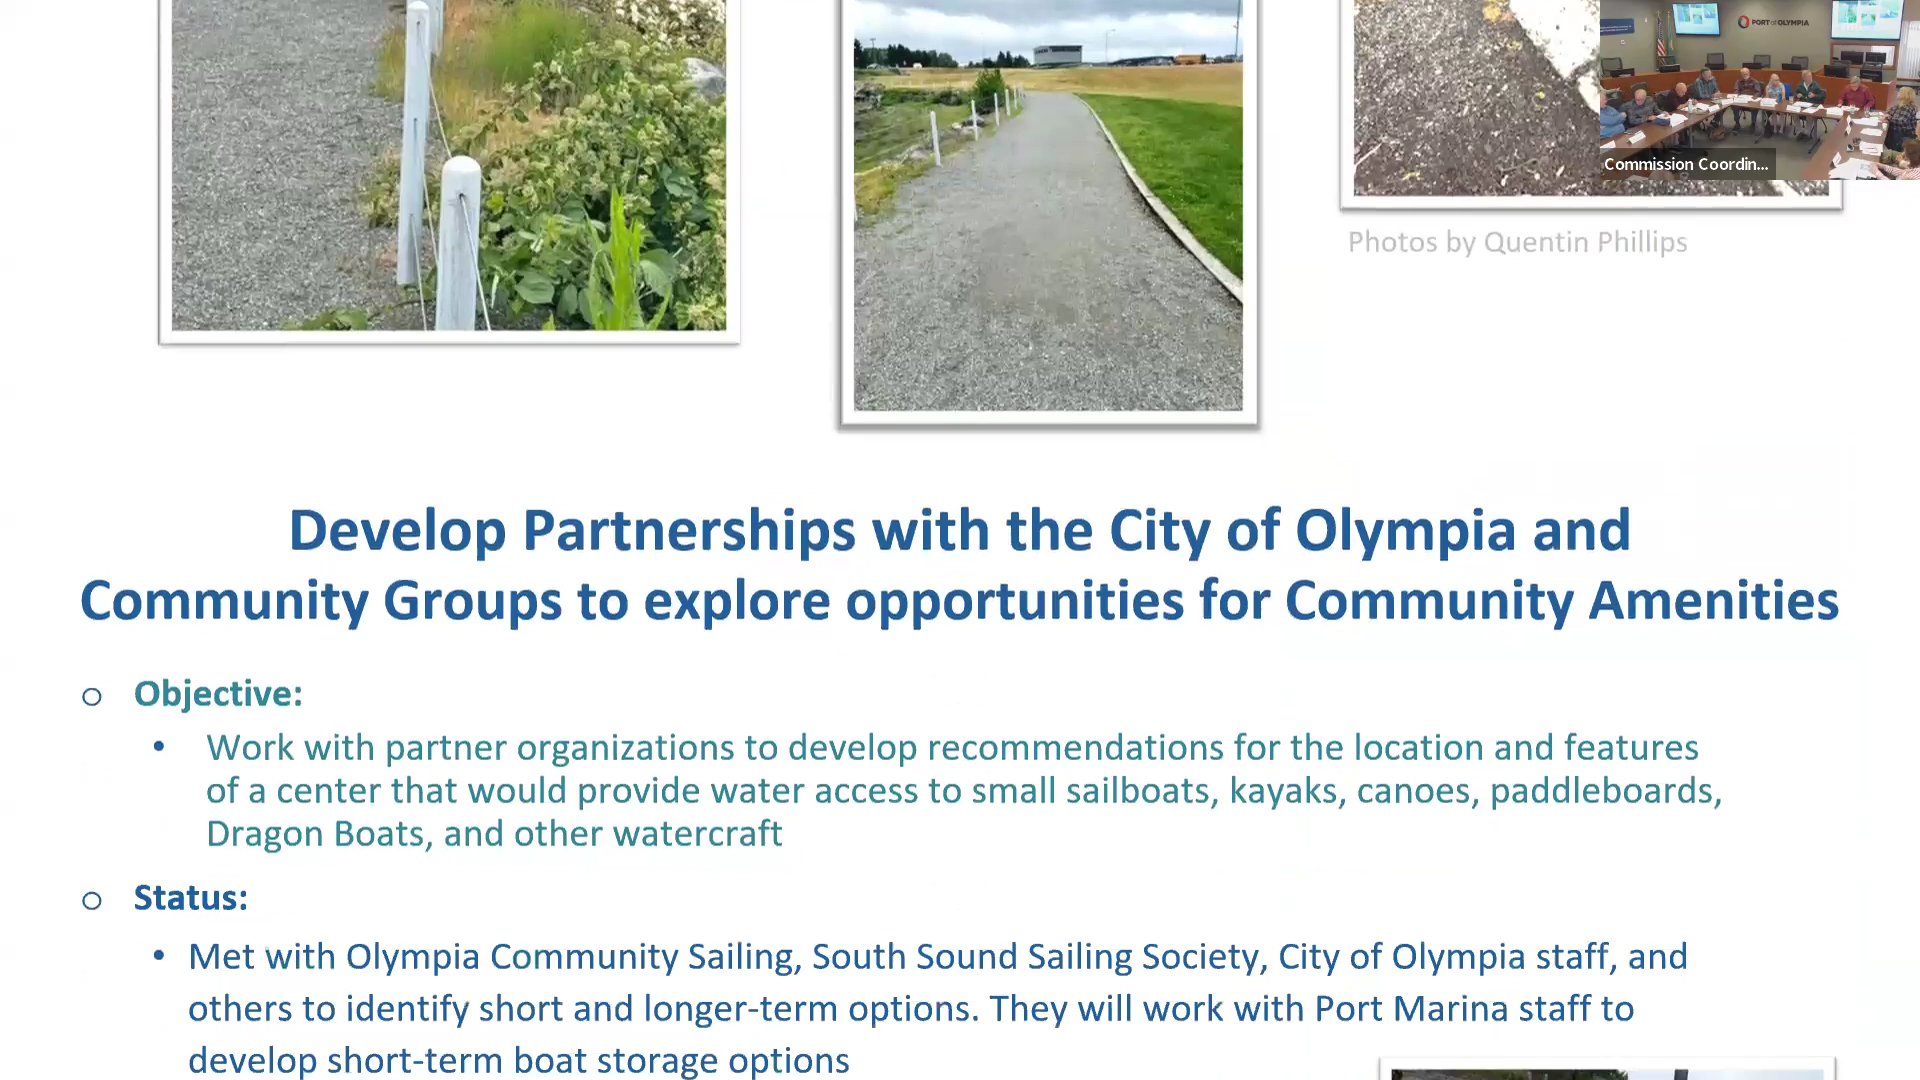 PORT OF OLYMPIA
Commission Coordin...
Photos by Quentin Phillips
Develop Partnerships with the City of Olympia and
Community Groups to explore opportunities for Community Amenities
Objective:
Work with partner organizations to develop recommendations for the location and features
of a center that would provide water access to small sailboats, kayaks, canoes, paddleboards,
Dragon Boats, and other watercraft
Status:
Met with Olympia Community Sailing, South Sound Sailing Society, City of Olympia staff, and
others to identify short and longer-term options. They will work with Port Marina staff to
develop short-term boat storage options